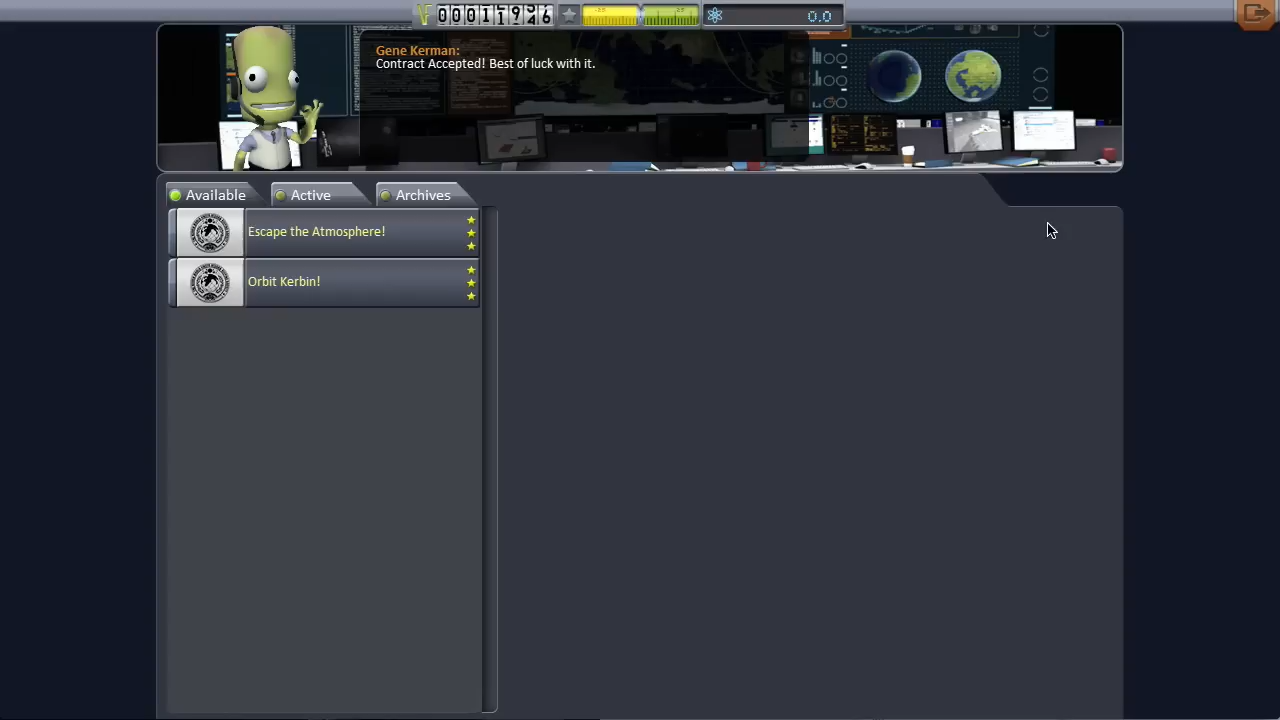 0.0
Gene Kerman:
Contract Accepted! Best of luck with it.
Available
Active
Archives
Escape the Atmosphere!
Orbit Kerbin!